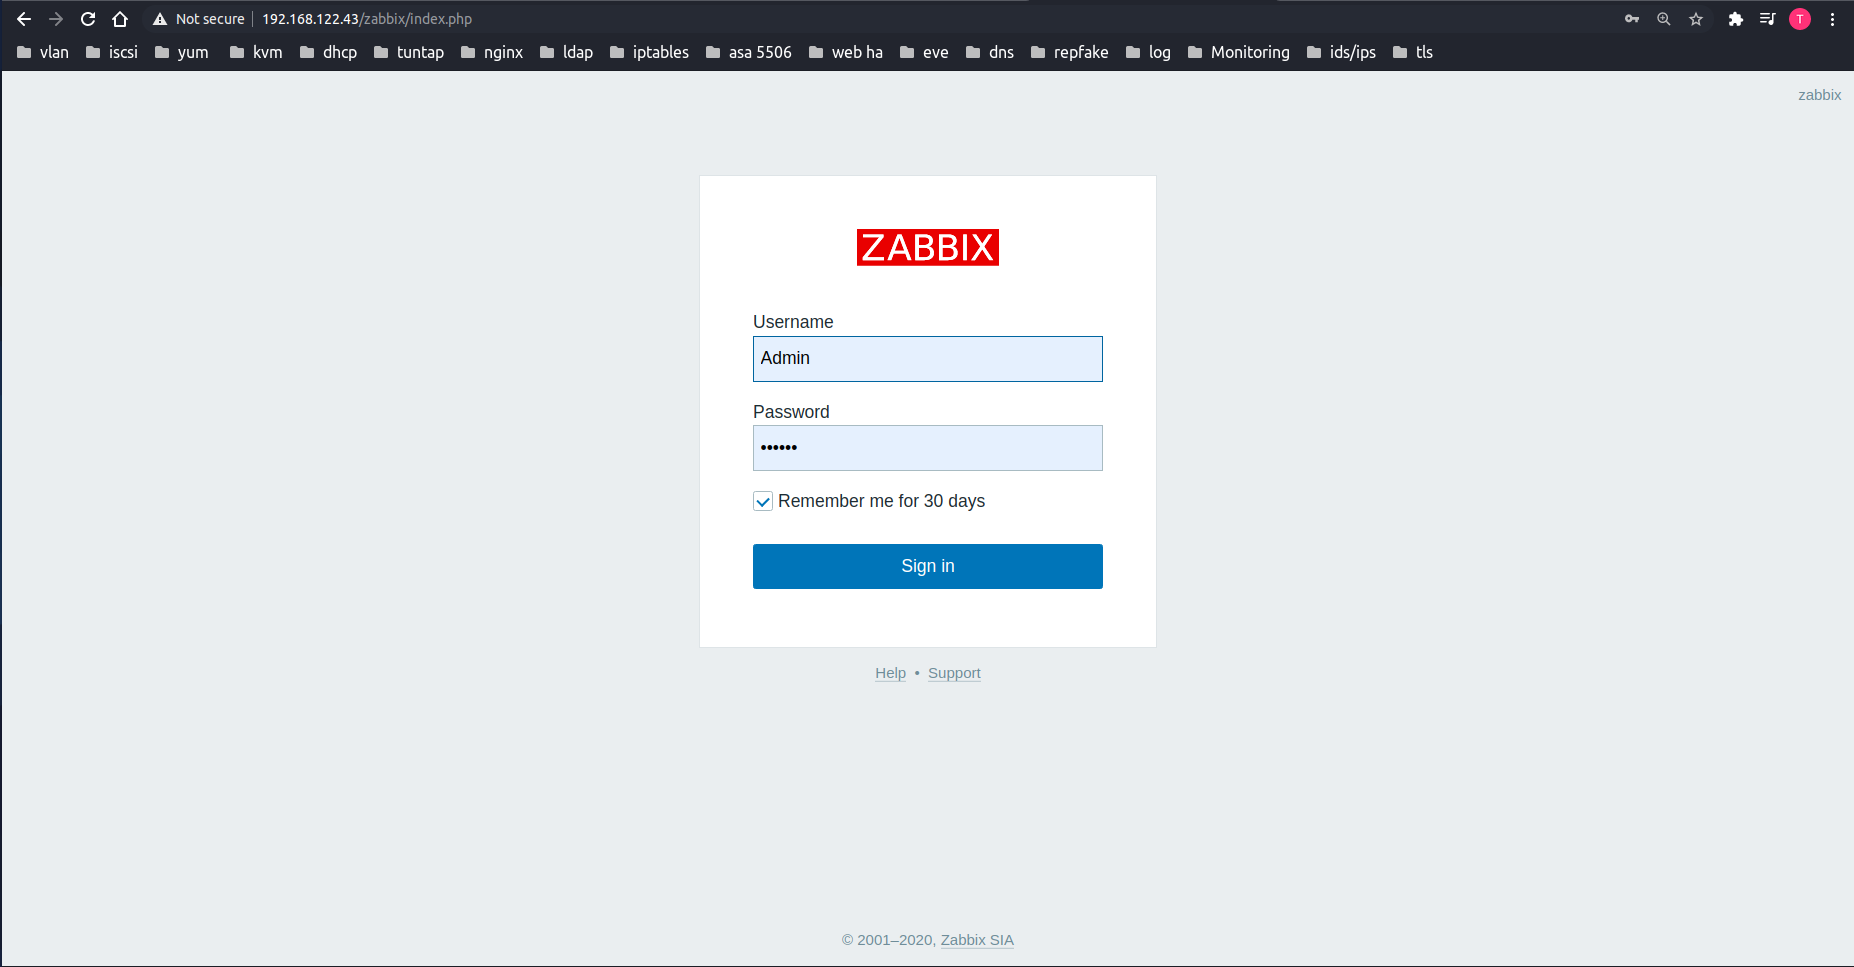 Not secure | 192.168.122.43/zabbix/index.php T
vlan iscsi yum kvm dhcp tuntap nginx ldap iptables asa 5506 web ha eve dns repfake log Monitoring ids/ips tls
zabbix
ZABBIX
Username
Admin
Password
••••••
Remember me for 30 days
Sign in
Help • Support
© 2001–2020, Zabbix SIA